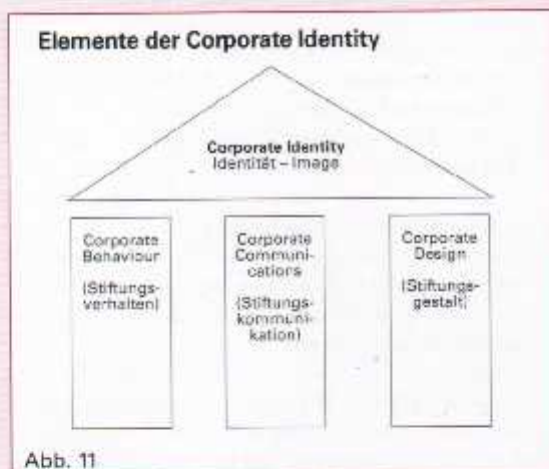 Elemente der Corporate Identity
Corporate Identity
Identität – Image
Corporate
Behaviour
(Stiftungs-
verhalten)
Corporate
Communi-
cations
(Stiftungs-
kommuni-
kation)
Corporate
Design
(Stiftungs-
gestalt)
Abb. 11